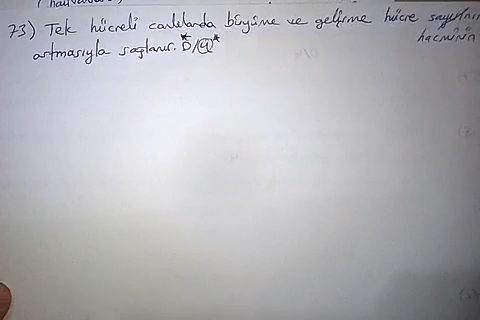 73) Tek hücreli canlılarda büyüme ve gelişme hücre sayısının
hacminin
artmasıyla sağlanır. * D/Y *